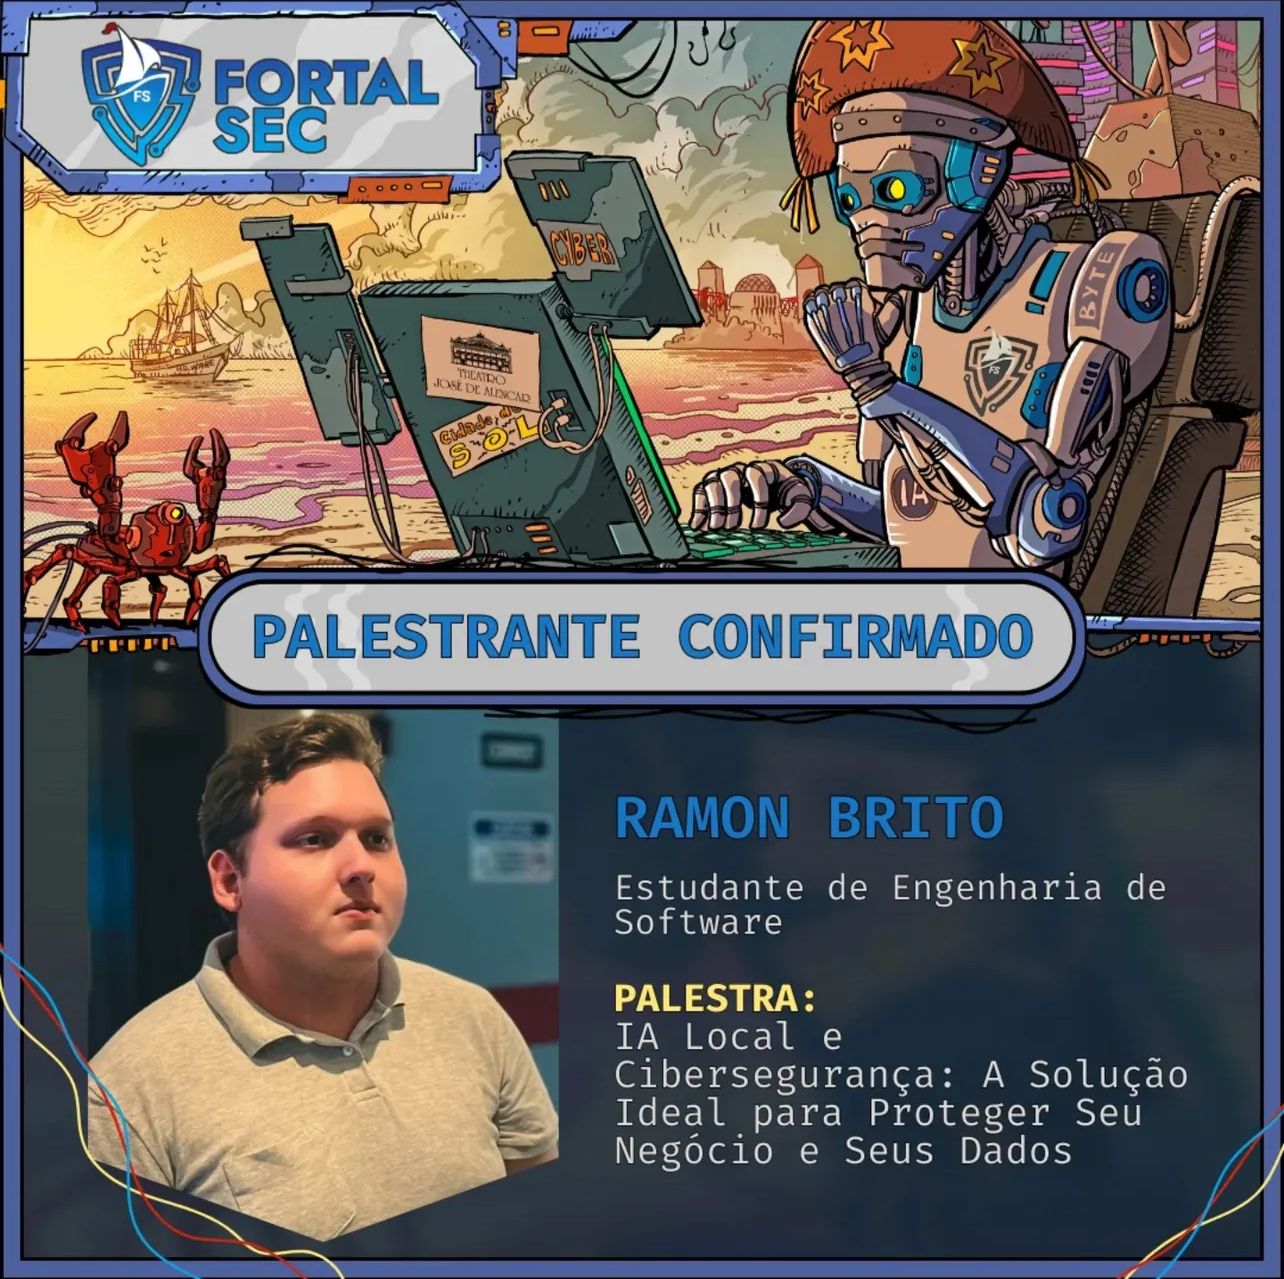 FORTAL
SEC
FS
CYBER
BYTE
THEATRO
JOSÉ DE ALENCAR
Cidade do
SOL
FS
IA
PALESTRANTE CONFIRMADO
RAMON BRITO
Estudante de Engenharia de
Software
PALESTRA:
IA Local e
Cibersegurança: A Solução
Ideal para Proteger Seu
Negócio e Seus Dados